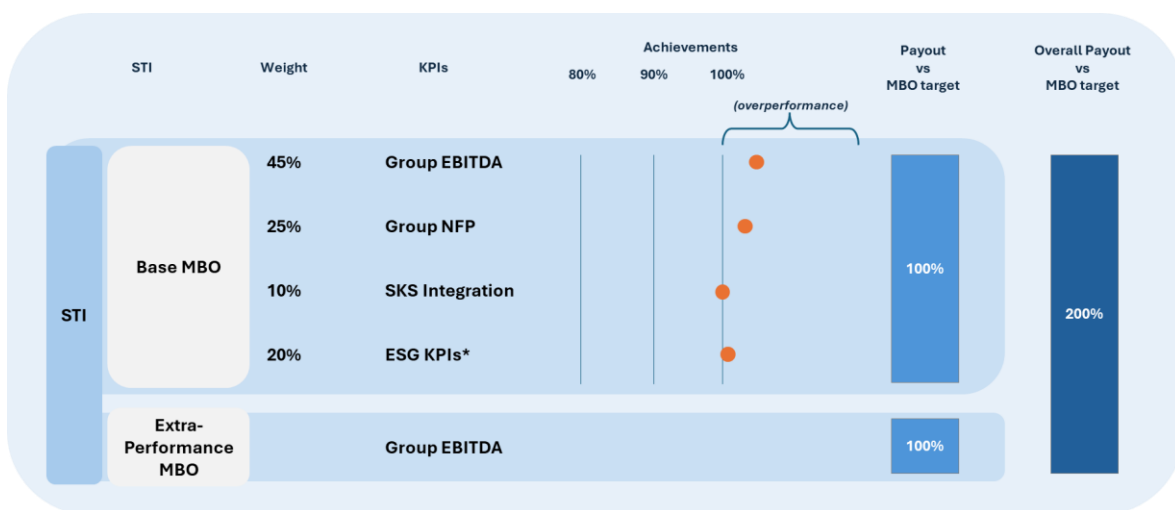 STI
Weight
KPIs
Achievements
80%
90%
100%
Payout
vs
MBO target
Overall Payout
vs
MBO target
(overperformance)
STI
Base MBO
45%
Group EBITDA
25%
Group NFP
10%
SKS Integration
20%
ESG KPIs*
100%
200%
Extra-
Performance
MBO
Group EBITDA
100%